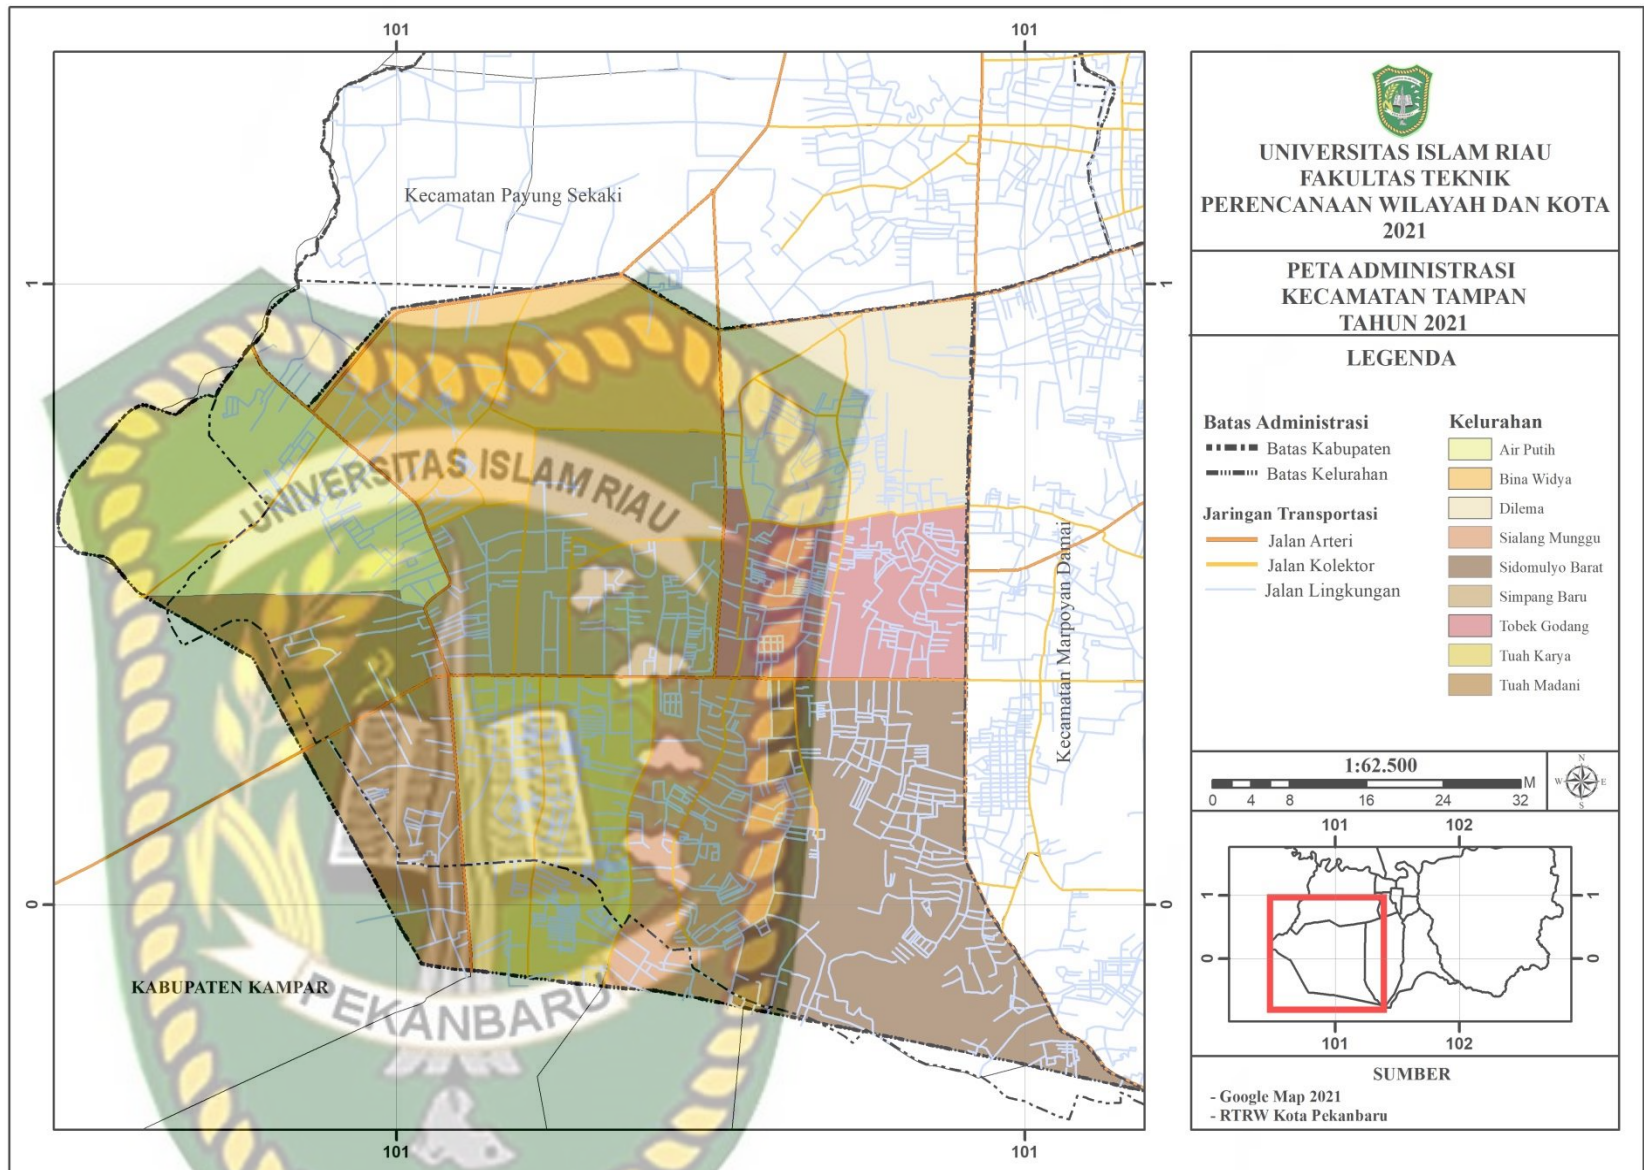 101
101
1
1
0
0
101
101
Kecamatan Payung Sekaki
Kecamatan Marpoyan Damai
KABUPATEN KAMPAR
UNIVERSITAS ISLAM RIAU
PEKANBARU
UNIVERSITAS ISLAM RIAU
FAKULTAS TEKNIK
PERENCANAAN WILAYAH DAN KOTA
2021
PETA ADMINISTRASI
KECAMATAN TAMPAN
TAHUN 2021
LEGENDA
Batas Administrasi
Batas Kabupaten
Batas Kelurahan
Jaringan Transportasi
Jalan Arteri
Jalan Kolektor
Jalan Lingkungan
Kelurahan
Air Putih
Bina Widya
Dilema
Sialang Munggu
Sidomulyo Barat
Simpang Baru
Tobek Godang
Tuah Karya
Tuah Madani
1:62.500
M
0 4 8 16 24 32
N
W E
S
101 102
1 1
0 0
101 102
SUMBER
- Google Map 2021
- RTRW Kota Pekanbaru